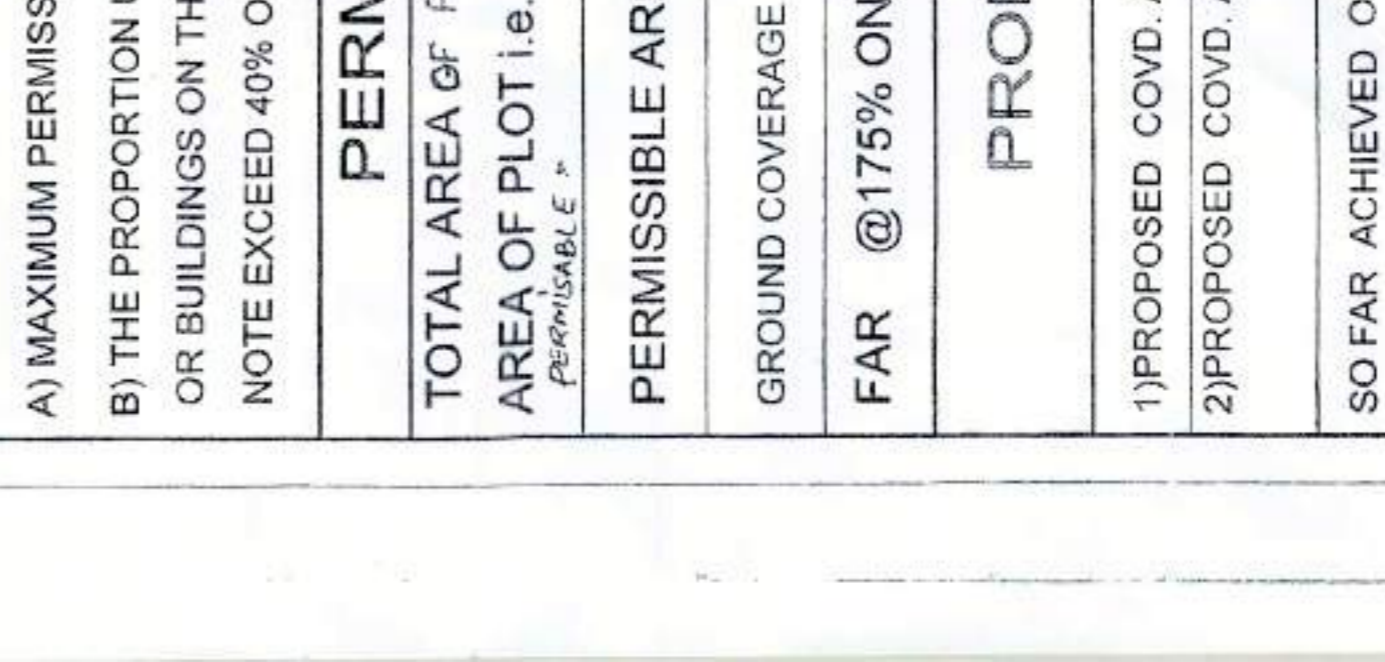 A) MAXIMUM PERMISS
B) THE PROPORTION
OR BUILDINGS ON TH
NOTE EXCEED 40% O
PERM
TOTAL AREA OF
AREA OF PLOT i.e.
PERMISABLE "
PERMISSIBLE AR
GROUND COVERAGE
FAR @175% ON
PROP
1)PROPOSED COVD.
2)PROPOSED COVD.
SO FAR ACHIEVED O